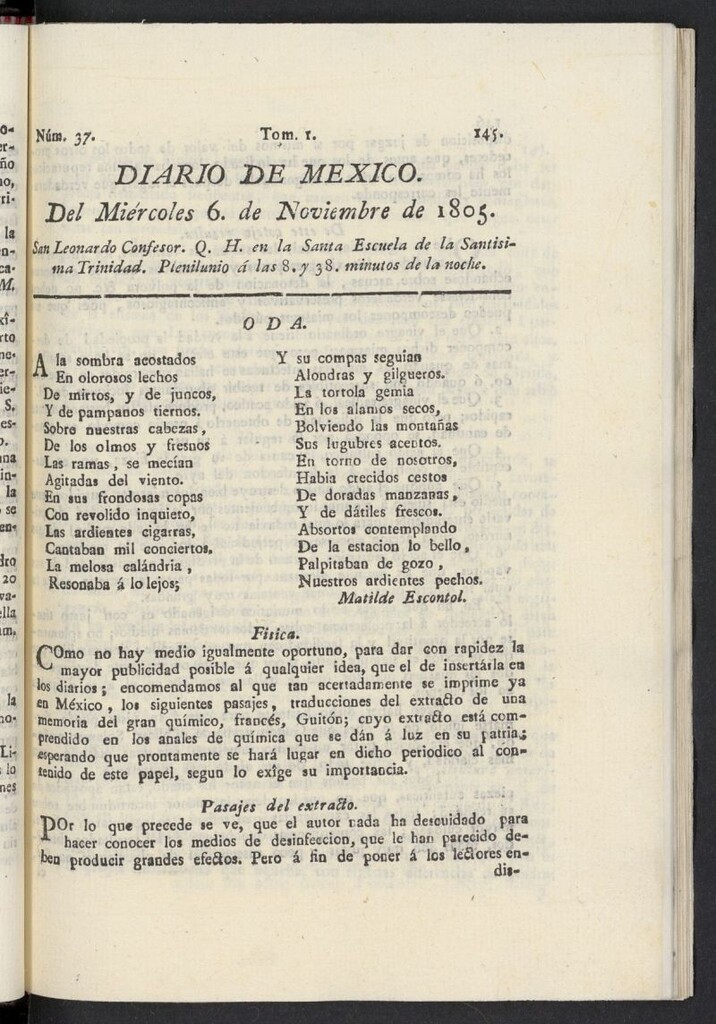 Núm. 37. Tom. 1. 145.
DIARIO DE MEXICO.
Del Miércoles 6. de Noviembre de 1805.
San Leonardo Confesor. Q. H. en la Santa Escuela de la Santisi-
ma Trinidad. Plenilunio á las 8. y 38. minutos de la noche.
ODA.
A la sombra acostados
En olorosos lechos
De mirtos, y de juncos,
Y de pampanos tiernos.
Sobre nuestras cabezas,
De los olmos y fresnos
Las ramas, se mecían
Agitadas del viento.
En sus frondosas copas
Con revolido inquieto,
Las ardientes cigarras,
Cantaban mil conciertos,
La melosa calándria,
Resonaba á lo lejos;
Y su compas seguian
Alondras y gilgueros.
La tortola gemia
En los alamos secos,
Bolviendo las montañas
Sus lugubres acentos.
En torno de nosotros,
Habia crecidos cestos
De doradas manzanas,
Y de dátiles frescos.
Absortos contemplando
De la estacion lo bello,
Palpitaban de gozo,
Nuestros ardientes pechos.
Matilde Escontol.
Fisica.
COmo no hay medio igualmente oportuno, para dar con rapidez la
mayor publicidad posible á qualquier idea, que el de insertárla en
los diarios; encomendamos al que tan acertadamente se imprime ya
en México, los siguientes pasajes, traducciones del extracto de una
memoria del gran químico, francés, Guitón; cuyo extracto está com-
prendido en los anales de química que se dán á luz en su patria;
esperando que prontamente se hará lugar en dicho periodico al con-
tenido de este papel, segun lo exîge su importancia.
Pasajes del extracto.
POr lo que precede se ve, que el autor nada ha descuidado para
hacer conocer los medios de desinfeccion, que le han parecido de-
ben producir grandes efectos. Pero á fin de poner á los lectores en-
dis-